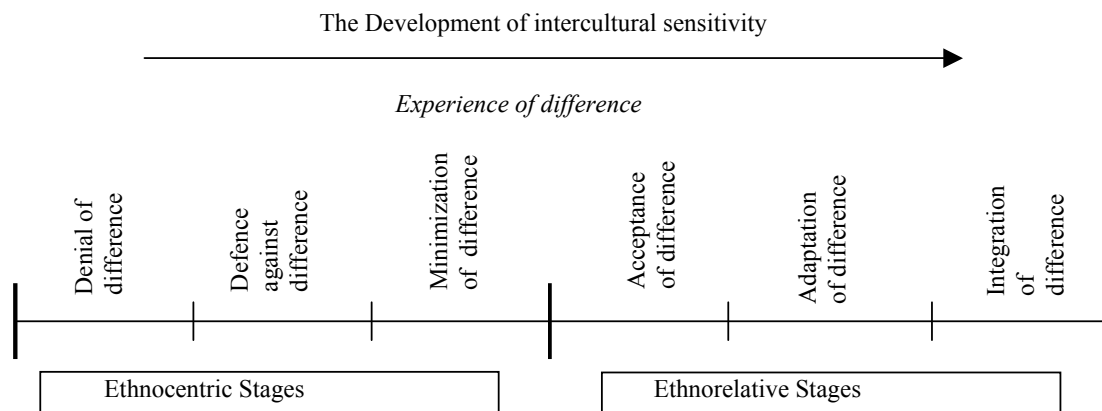 The Development of intercultural sensitivity
Experience of difference
Denial of
difference
Defence
against
difference
Minimization
of difference
Acceptance
of difference
Adaptation
of difference
Integration
of
difference
Ethnocentric Stages
Ethnorelative Stages